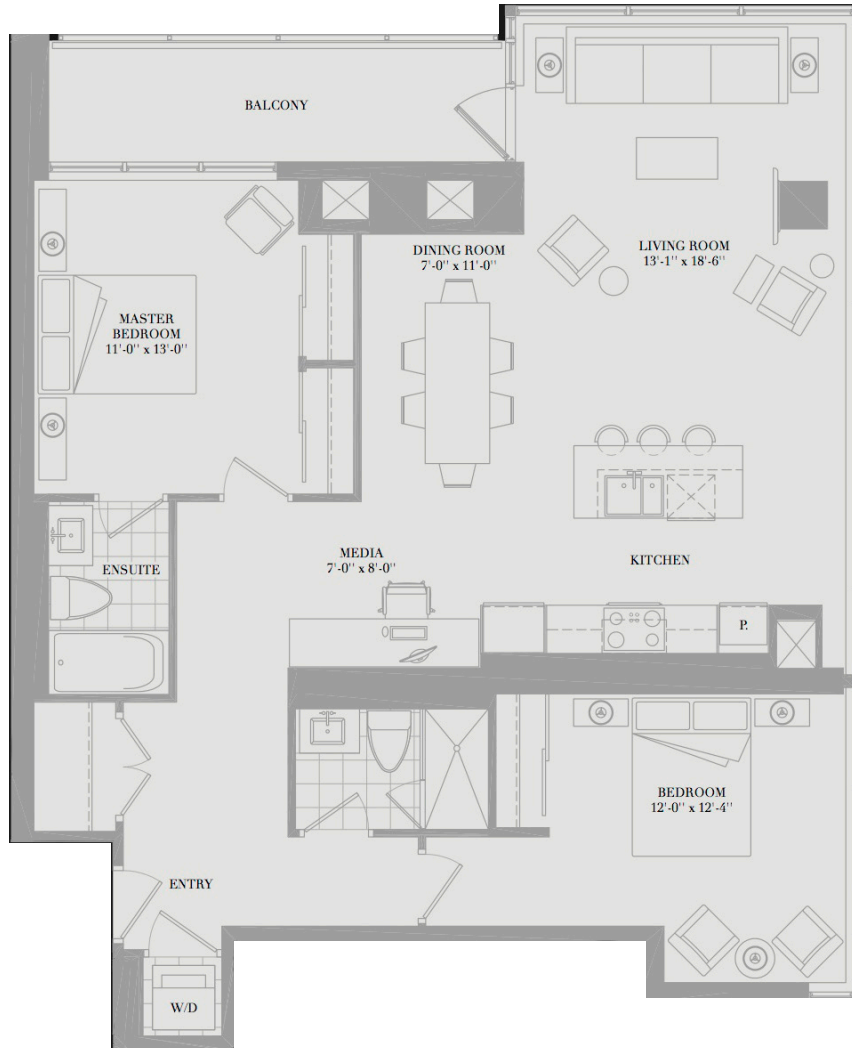 BALCONY
DINING ROOM
7'-0'' x 11'-0''
LIVING ROOM
13'-1'' x 18'-6''
MASTER
BEDROOM
11'-0'' x 13'-0''
ENSUITE
MEDIA
7'-0'' x 8'-0''
KITCHEN
P.
BEDROOM
12'-0'' x 12'-4''
ENTRY
W/D